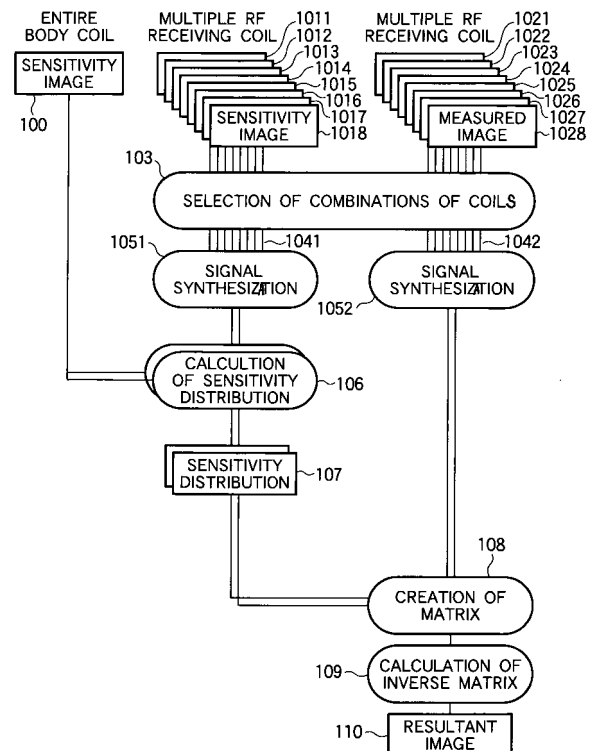 ENTIRE
BODY COIL
SENSITIVITY
IMAGE
100
MULTIPLE RF
RECEIVING COIL
1011
1012
1013
1014
1015
1016
1017
1018
SENSITIVITY
IMAGE
MULTIPLE RF
RECEIVING COIL
1021
1022
1023
1024
1025
1026
1027
1028
MEASURED
IMAGE
103
SELECTION OF COMBINATIONS OF COILS
1051
1041
1042
SIGNAL
SYNTHESIZATION
SIGNAL
SYNTHESIZATION
1052
CALCULTION
OF SENSITIVITY
DISTRIBUTION
106
SENSITIVITY
DISTRIBUTION
107
108
CREATION OF
MATRIX
109
CALCULATION OF
INVERSE MATRIX
110
RESULTANT
IMAGE